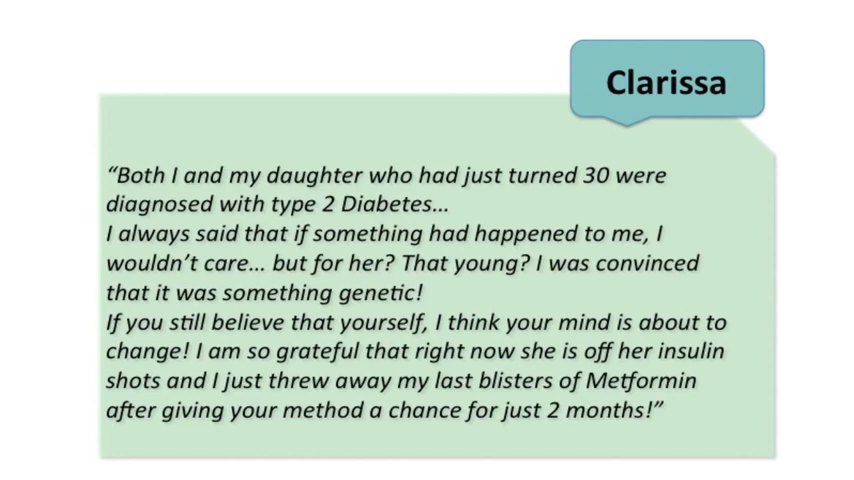 Clarissa
“Both I and my daughter who had just turned 30 were
diagnosed with type 2 Diabetes…
I always said that if something had happened to me, I
wouldn’t care… but for her? That young? I was convinced
that it was something genetic!
If you still believe that yourself, I think your mind is about to
change! I am so grateful that right now she is off her insulin
shots and I just threw away my last blisters of Metformin
after giving your method a chance for just 2 months!”